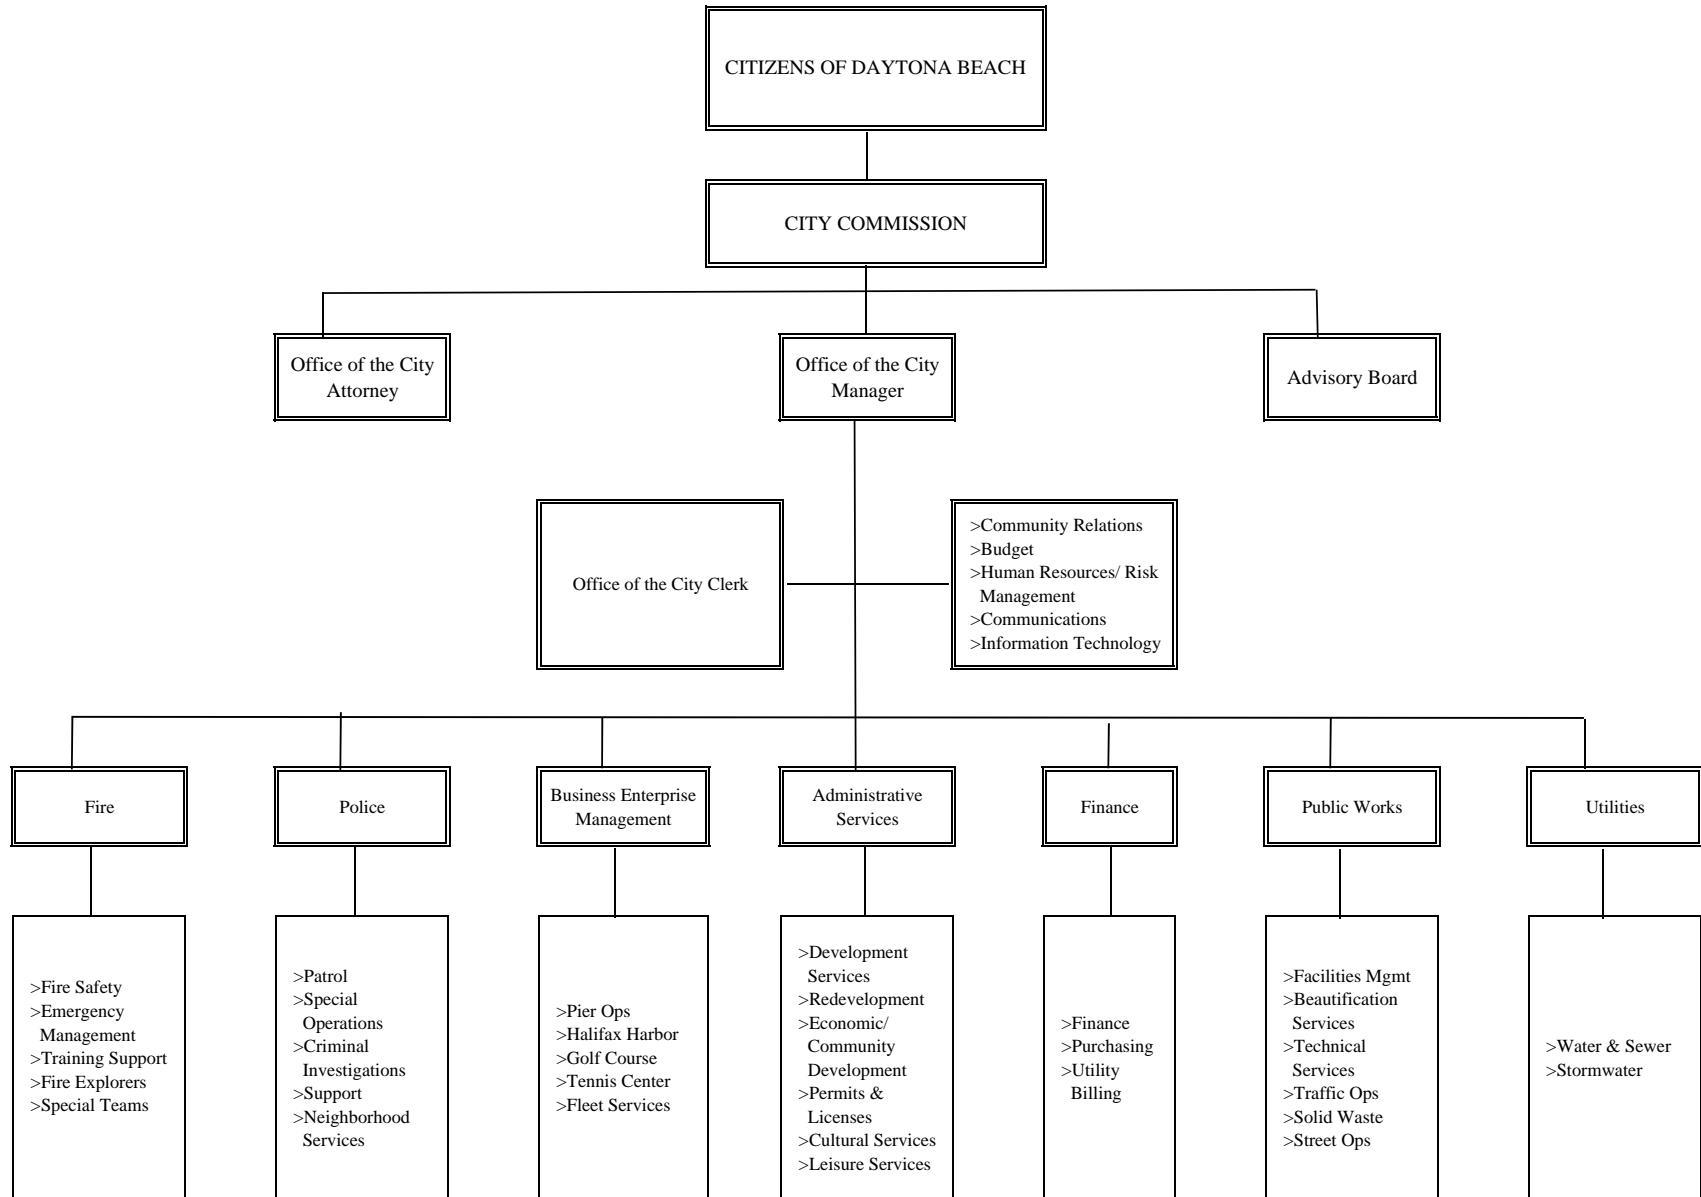 CITIZENS OF DAYTONA BEACH
CITY COMMISSION
Office of the City
Attorney
Office of the City
Manager
Advisory Board
Office of the City Clerk
>Community Relations
>Budget
>Human Resources/ Risk
Management
>Communications
>Information Technology
Fire
Police
Business Enterprise
Management
Administrative
Services
Finance
Public Works
Utilities
>Fire Safety
>Emergency
Management
>Training Support
>Fire Explorers
>Special Teams
>Patrol
>Special
Operations
>Criminal
Investigations
>Support
>Neighborhood
Services
>Pier Ops
>Halifax Harbor
>Golf Course
>Tennis Center
>Fleet Services
>Development
Services
>Redevelopment
>Economic/
Community
Development
>Permits &
Licenses
>Cultural Services
>Leisure Services
>Finance
>Purchasing
>Utility
Billing
>Facilities Mgmt
>Beautification
Services
>Technical
Services
>Traffic Ops
>Solid Waste
>Street Ops
>Water & Sewer
>Stormwater